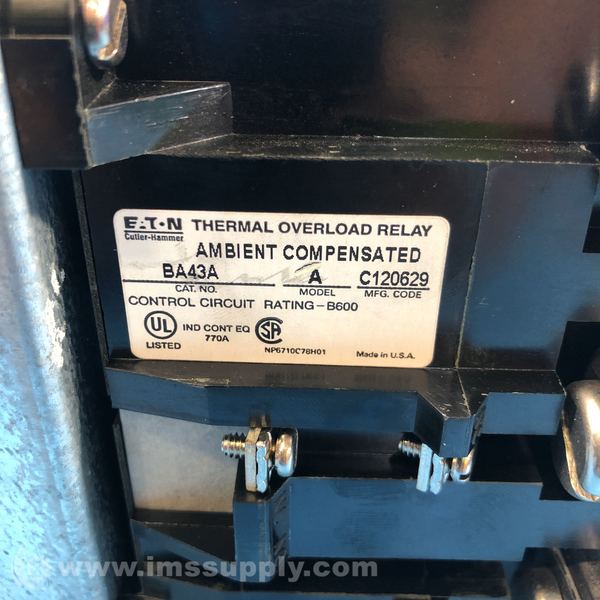 E·T·N THERMAL OVERLOAD RELAY
Cutler-Hammer
AMBIENT COMPENSATED
BA43A A C120629
CAT. NO. MODEL MFG. CODE
CONTROL CIRCUIT RATING-B600
UL LISTED IND CONT EQ 770A SA
NP6710C78H01 Made in U.S.A.
www.imssupply.com